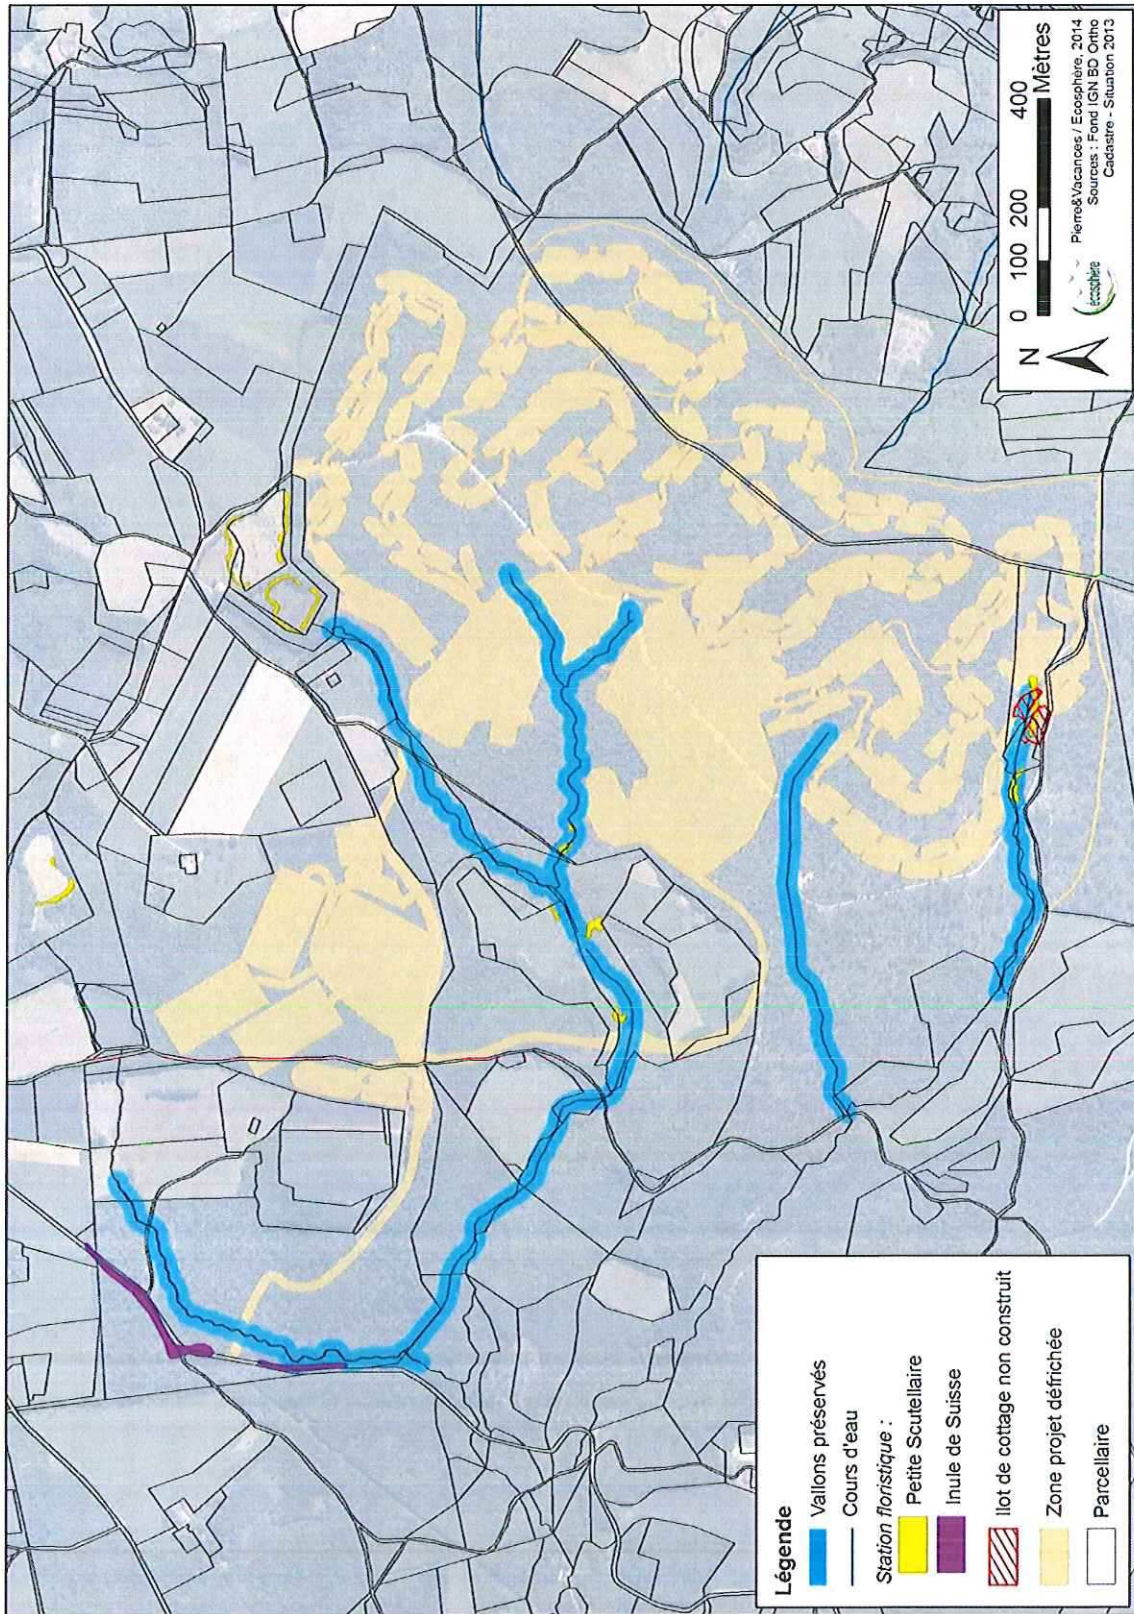 Légende
Vallons préservés
Cours d'eau
Station floristique :
Petite Scutellaire
Inule de Suisse
Ilot de cottage non construit
Zone projet défrichée
Parcellaire
N
0 100 200 400
Mètres
ecosphère
Pierre&Vacances / Ecosphère, 2014
Sources : Fond IGN BD Ortho
Cadastre - Situation 2013